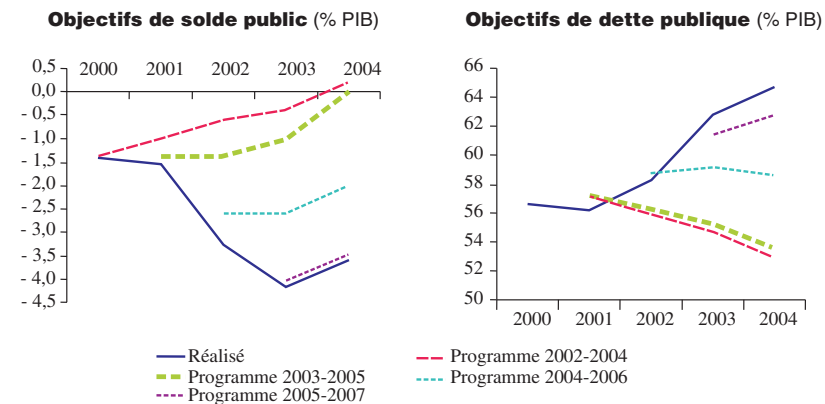 Objectifs de solde public (% PIB)
0,5
2000 2001 2002 2003 2004
0,0
- 0,5
- 1,0
- 1,5
- 2,0
- 2,5
- 3,0
- 3,5
- 4,0
- 4,5
Objectifs de dette publique (% PIB)
66
64
62
60
58
56
54
52
50
2000 2001 2002 2003 2004
Réalisé
Programme 2003-2005
Programme 2005-2007
Programme 2002-2004
Programme 2004-2006